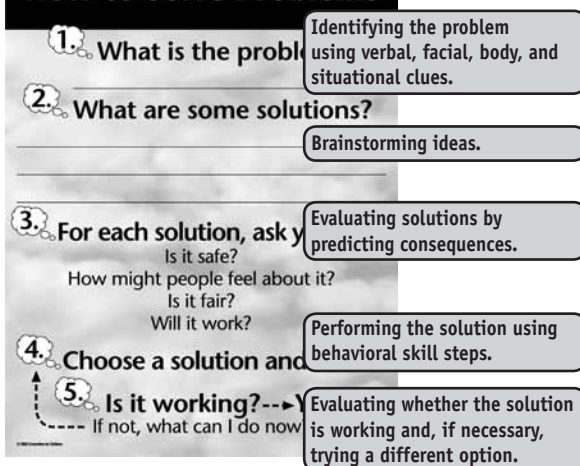 1. What is the probl
Identifying the problem
using verbal, facial, body, and
situational clues.
2. What are some solutions?
Brainstorming ideas.
3. For each solution, ask y
Is it safe?
How might people feel about it?
Is it fair?
Will it work?
Evaluating solutions by
predicting consequences.
4. Choose a solution and
Performing the solution using
behavioral skill steps.
5. Is it working?--►Y
If not, what can I do now
Evaluating whether the solution
is working and, if necessary,
trying a different option.